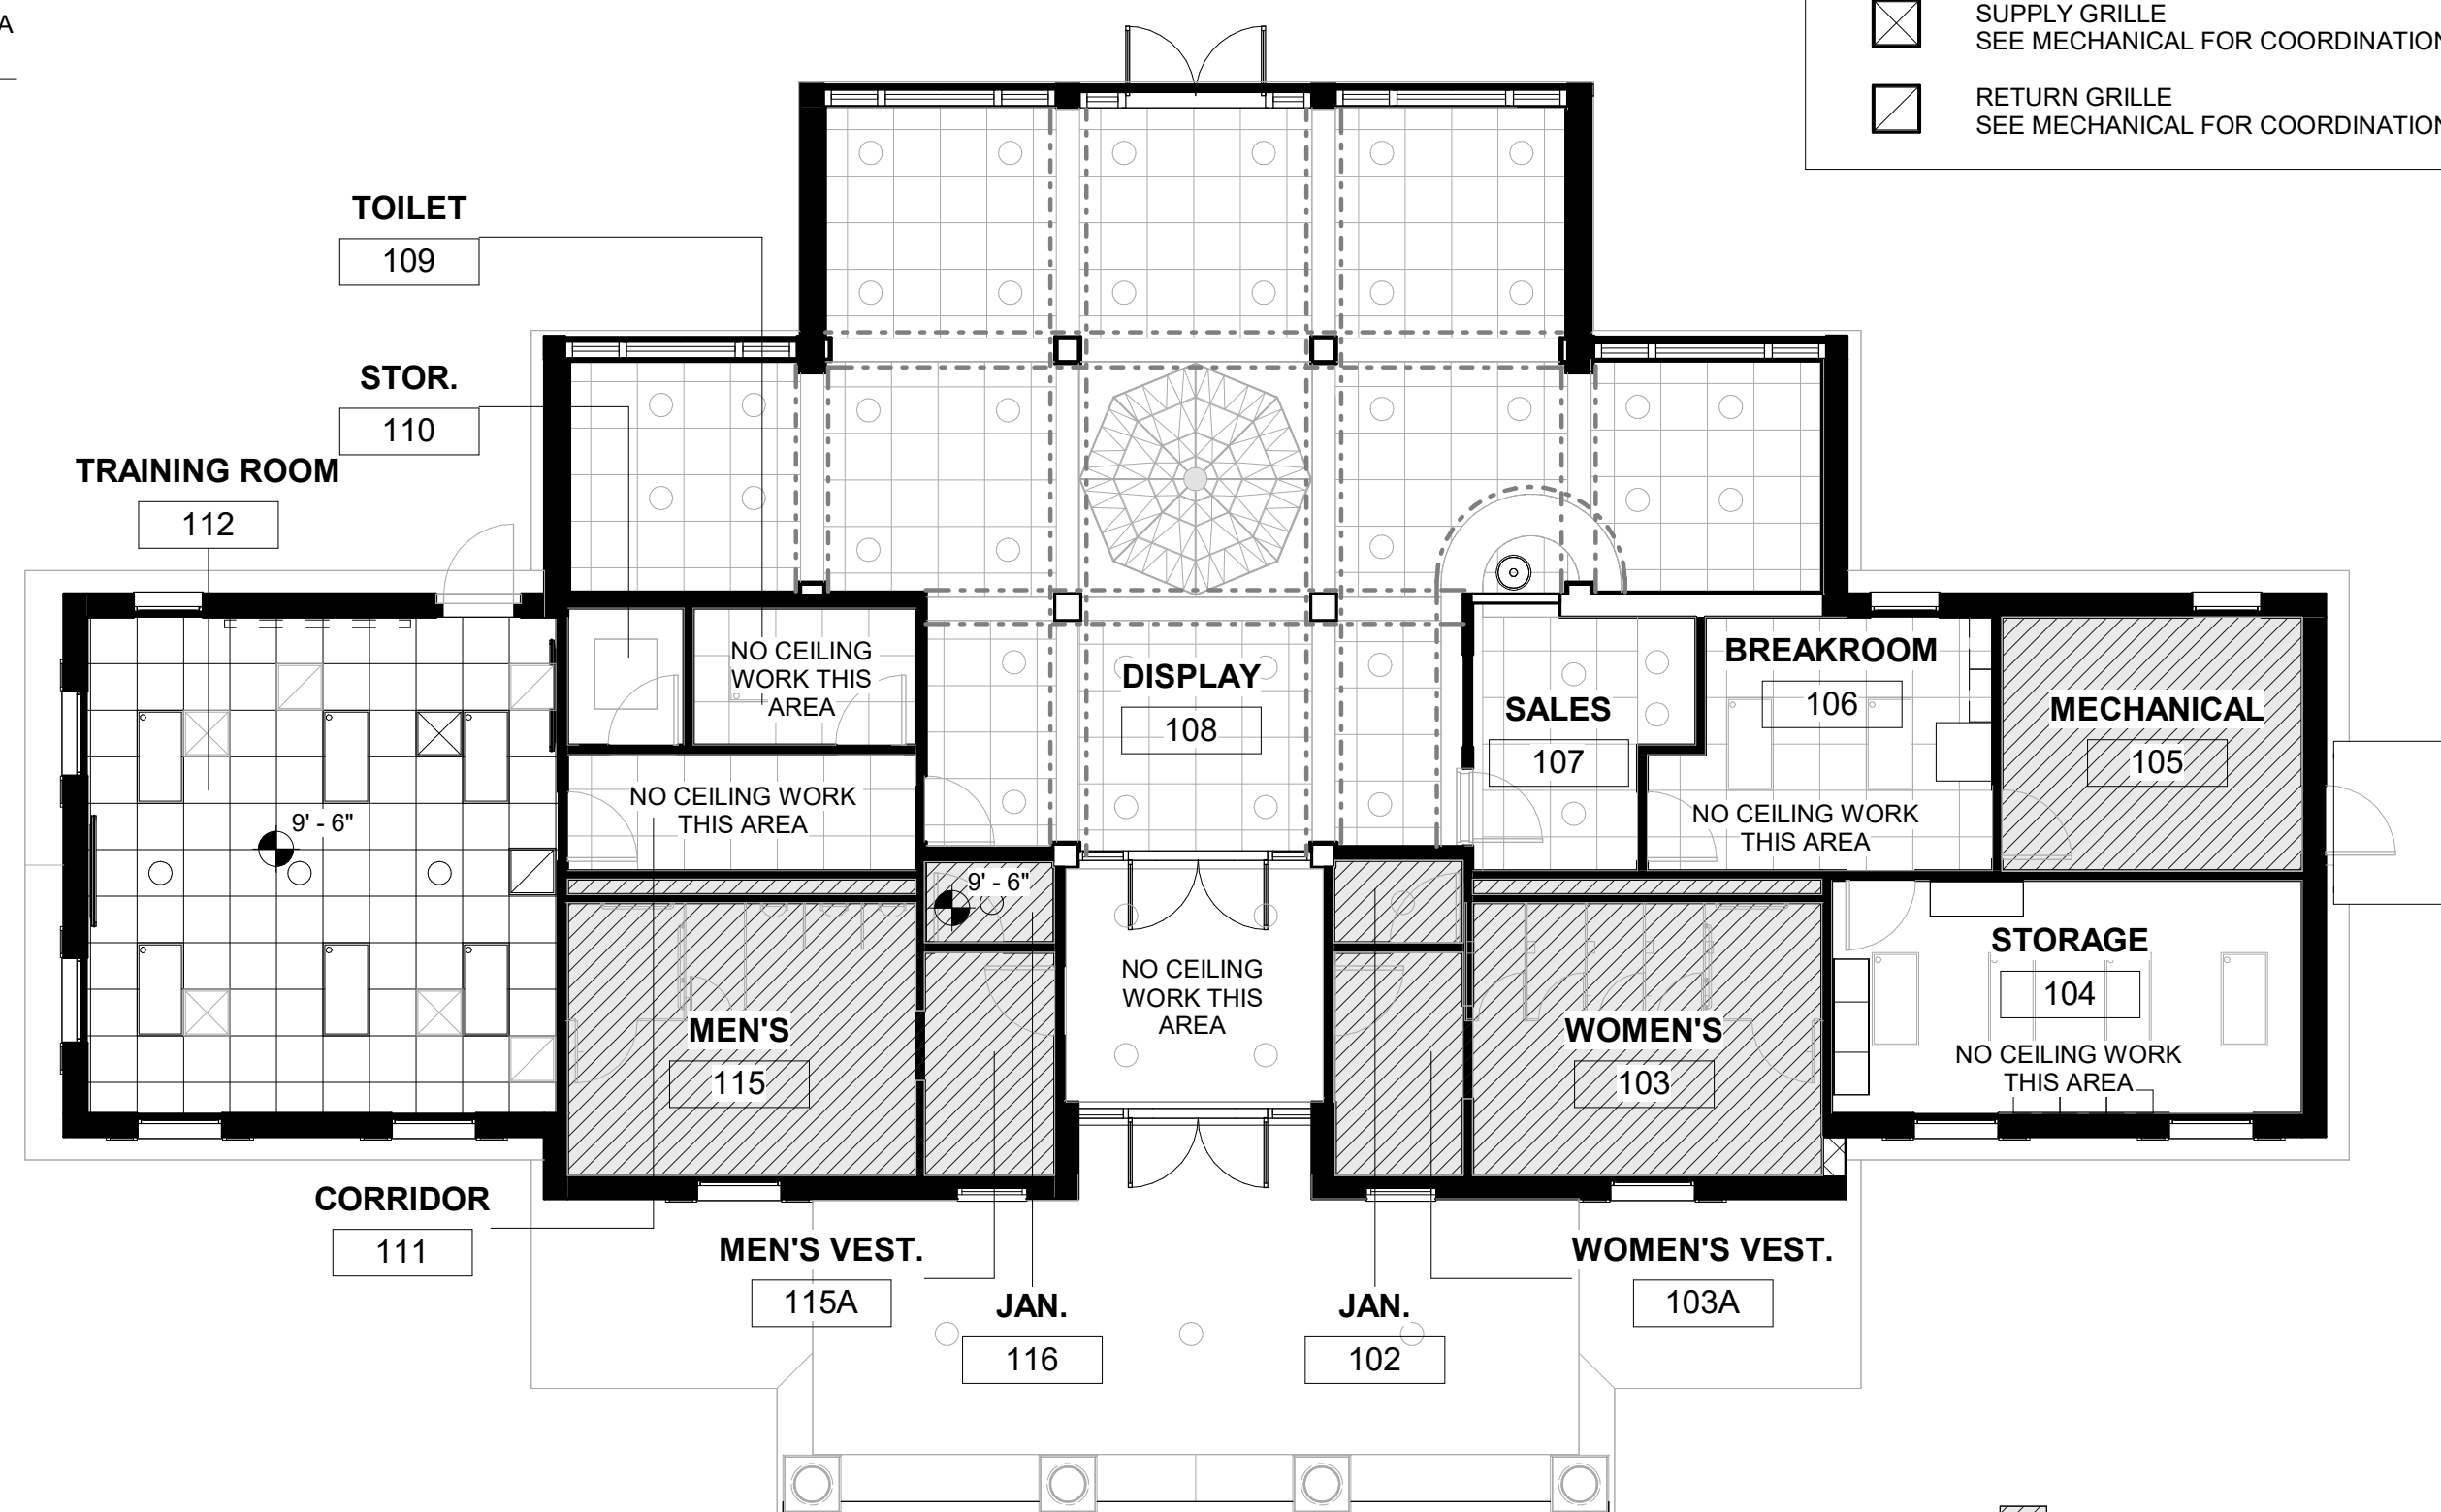 A
SUPPLY GRILLE
SEE MECHANICAL FOR COORDINATION
RETURN GRILLE
SEE MECHANICAL FOR COORDINATION
TOILET
109
STOR.
110
TRAINING ROOM
112
NO CEILING
WORK THIS
AREA
DISPLAY
108
SALES
107
BREAKROOM
106
MECHANICAL
105
NO CEILING WORK
THIS AREA
NO CEILING WORK
THIS AREA
9' - 6"
9' - 6"
NO CEILING
WORK THIS
AREA
MEN'S
115
WOMEN'S
103
STORAGE
104
NO CEILING WORK
THIS AREA
CORRIDOR
111
MEN'S VEST.
115A
JAN.
116
JAN.
102
WOMEN'S VEST.
103A